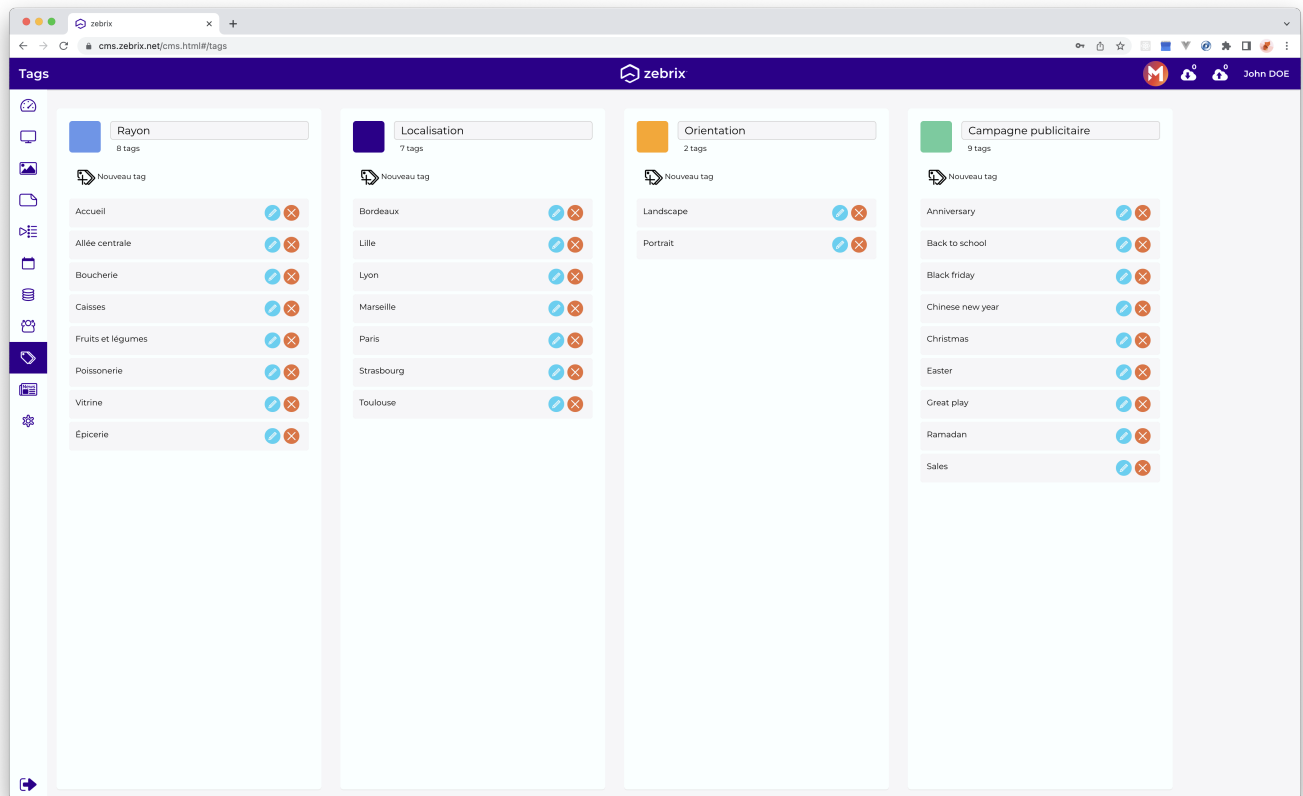 zebrix
cms.zebrix.net/cms.html#/tags
Tags
zebrix
0
0
John DOE
Rayon
8 tags
Nouveau tag
Accueil
Allée centrale
Boucherie
Caisses
Fruits et légumes
Poissonerie
Vitrine
Épicerie
Localisation
7 tags
Nouveau tag
Bordeaux
Lille
Lyon
Marseille
Paris
Strasbourg
Toulouse
Orientation
2 tags
Nouveau tag
Landscape
Portrait
Campagne publicitaire
9 tags
Nouveau tag
Anniversary
Back to school
Black friday
Chinese new year
Christmas
Easter
Great play
Ramadan
Sales